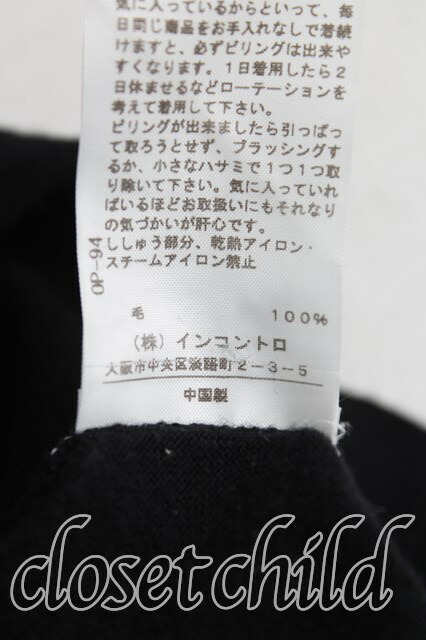 気に入っているからといって、毎
日同じ商品をお手入れなしで着続
けますと、必ずピリングは出来や
すくなります。1日着用したら2
日休ませるなどローテーションを
考えて着用して下さい。
ピリングが出来ましたら引っぱっ
て取ろうとせず、ブラッシングす
るか、小さなハサミで1つ1つ取
り除いて下さい。気に入っていれ
ばいるほどお取扱いにもそれなり
の気づかいが肝心です。
ししゅう部分、乾熱アイロン・
スチームアイロン禁止
OP-94
毛 100%
(株)インコントロ
大阪市中央区淡路町2-3-5
中国製
closetchild